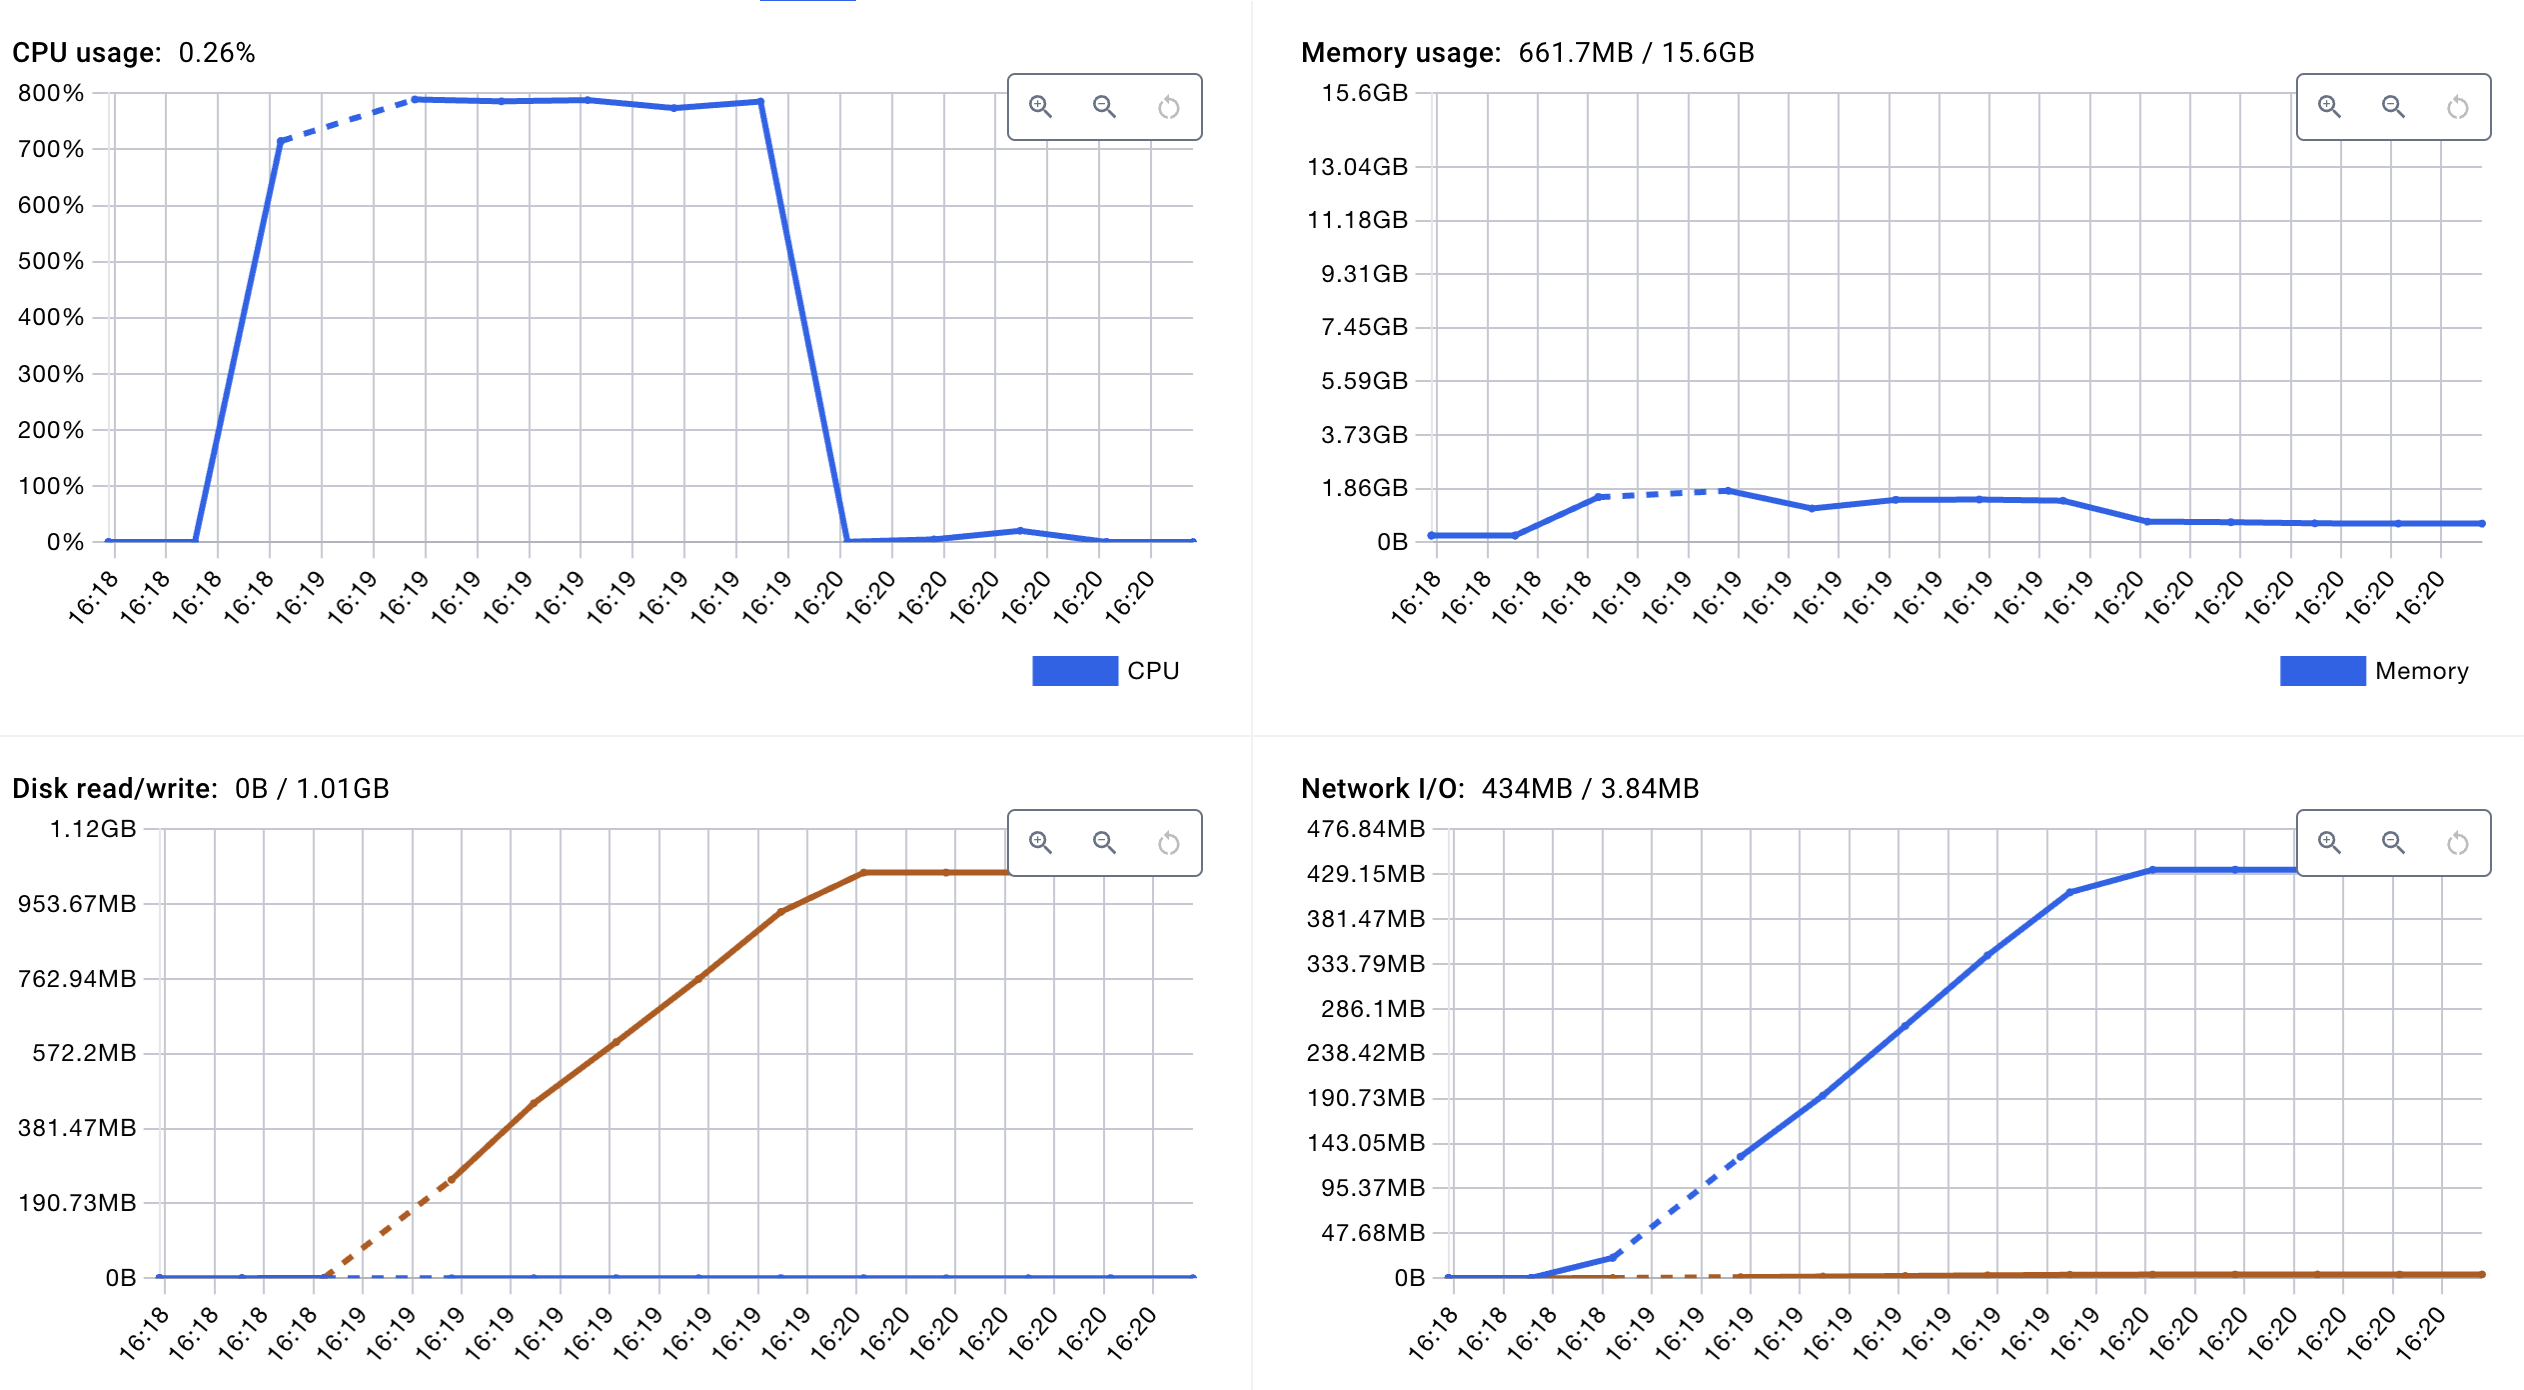 CPU usage: 0.26%
800%
700%
600%
500%
400%
300%
200%
100%
0%
16:18 16:18 16:18 16:18 16:19 16:19 16:19 16:19 16:19 16:19 16:19 16:19 16:19 16:19 16:20 16:20 16:20 16:20 16:20 16:20 16:20
CPU
Memory usage: 661.7MB / 15.6GB
15.6GB
13.04GB
11.18GB
9.31GB
7.45GB
5.59GB
3.73GB
1.86GB
0B
16:18 16:18 16:18 16:18 16:19 16:19 16:19 16:19 16:19 16:19 16:19 16:19 16:19 16:19 16:20 16:20 16:20 16:20 16:20 16:20 16:20
Memory
Disk read/write: 0B / 1.01GB
1.12GB
953.67MB
762.94MB
572.2MB
381.47MB
190.73MB
0B
16:18 16:18 16:18 16:18 16:19 16:19 16:19 16:19 16:19 16:19 16:19 16:19 16:19 16:19 16:20 16:20 16:20 16:20 16:20 16:20 16:20
Network I/O: 434MB / 3.84MB
476.84MB
429.15MB
381.47MB
333.79MB
286.1MB
238.42MB
190.73MB
143.05MB
95.37MB
47.68MB
0B
16:18 16:18 16:18 16:18 16:19 16:19 16:19 16:19 16:19 16:19 16:19 16:19 16:19 16:19 16:20 16:20 16:20 16:20 16:20 16:20 16:20